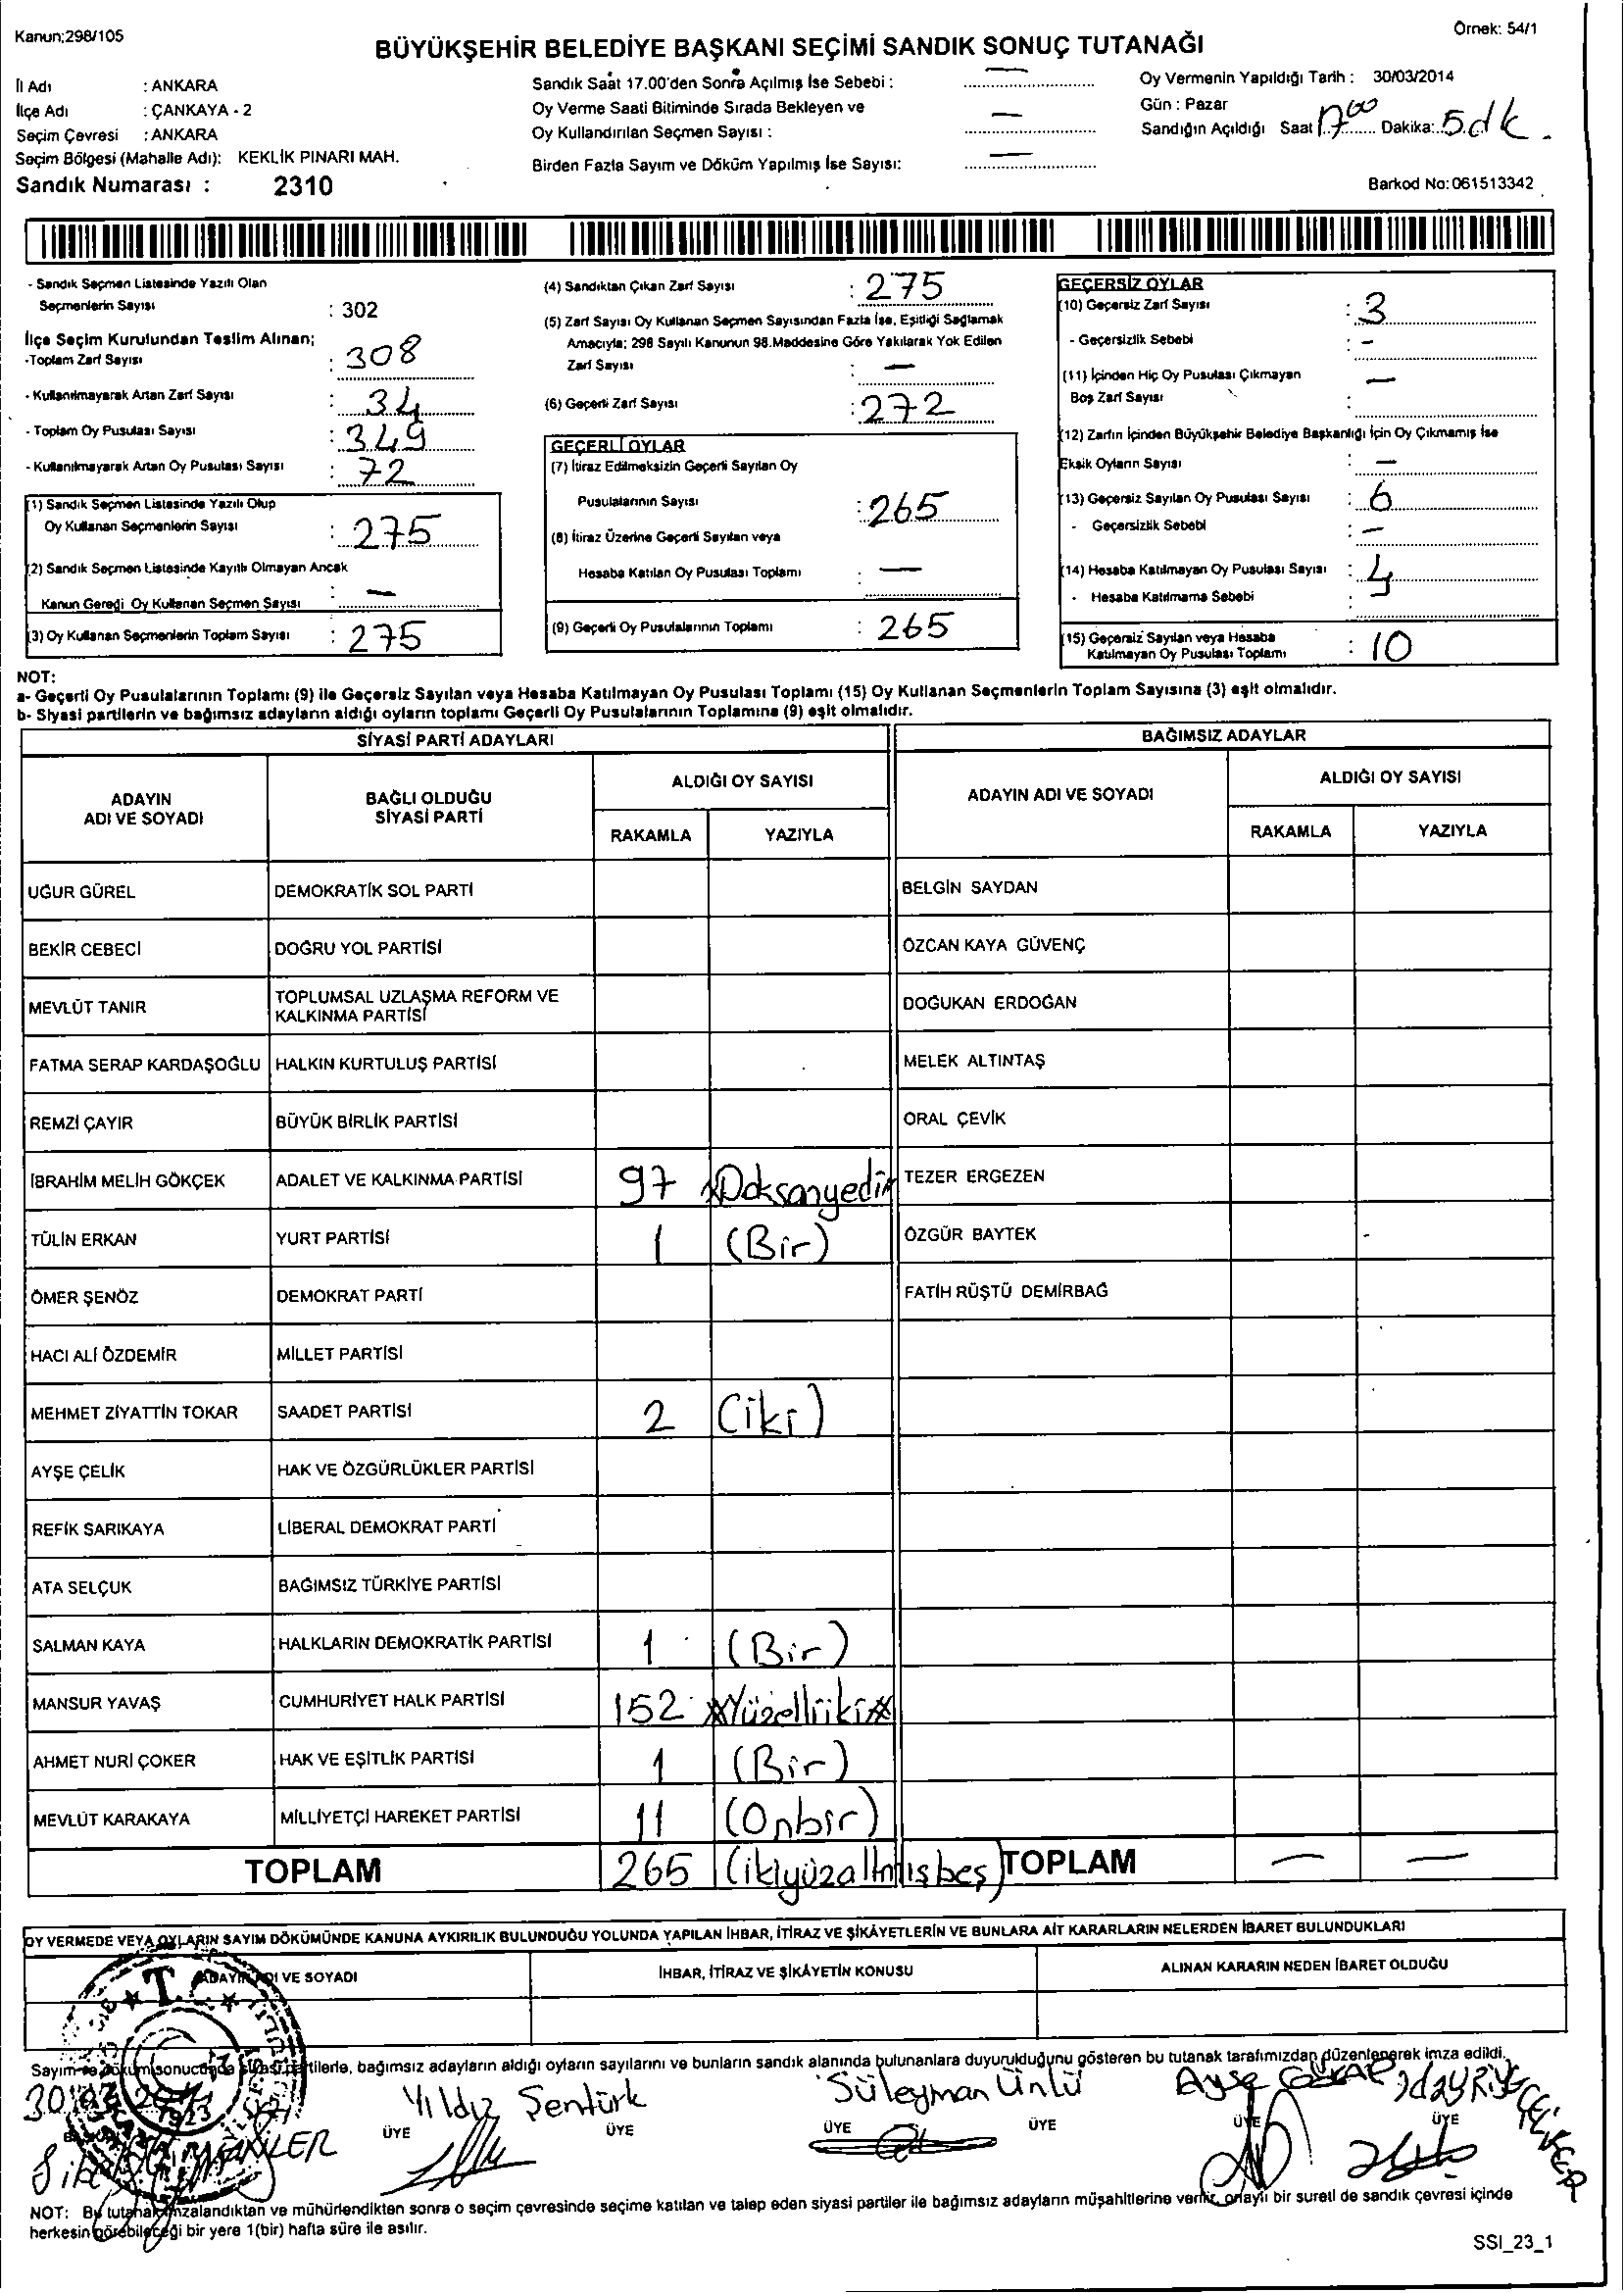 Kanun:298/105
Örnek: 54/1
BÜYÜKŞEHİR BELEDİYE BAŞKANI SEÇİMİ SANDIK SONUÇ TUTANAĞI
İl Adı : ANKARA
İlçe Adı : ÇANKAYA - 2
Seçim Çevresi : ANKARA
Seçim Bölgesi (Mahalle Adı): KEKLİK PINARI MAH.
Sandık Numarası : 2310
Sandık Saat 17.00'den Sonra Açılmış İse Sebebi : —
Oy Verme Saati Bitiminde Sırada Bekleyen ve
Oy Kullandırılan Seçmen Sayısı : —
Birden Fazla Sayım ve Döküm Yapılmış İse Sayısı: —
Oy Vermenin Yapıldığı Tarih : 30/03/2014
Gün : Pazar
Sandığın Açıldığı Saat 17.00 Dakika: 5.dk.
Barkod No: 061513342
- Sandık Seçmen Listesinde Yazılı Olan
Seçmenlerin Sayısı : 302
İlçe Seçim Kurulundan Teslim Alınan;
-Toplam Zarf Sayısı : 308
- Kullanılmayarak Artan Zarf Sayısı : 34
- Toplam Oy Pusulası Sayısı : 349
- Kullanılmayarak Artan Oy Pusulası Sayısı : 72
(1) Sandık Seçmen Listesinde Yazılı Olup
Oy Kullanan Seçmenlerin Sayısı : 275
(2) Sandık Seçmen Listesinde Kayıtlı Olmayan Ancak
Kanun Gereği Oy Kullanan Seçmen Sayısı : —
(3) Oy Kullanan Seçmenlerin Toplam Sayısı : 275
(4) Sandıktan Çıkan Zarf Sayısı : 275
(5) Zarf Sayısı Oy Kullanan Seçmen Sayısından Fazla İse, Eşitliği Sağlamak
Amacıyla; 298 Sayılı Kanunun 98.Maddesine Göre Yakılarak Yok Edilen
Zarf Sayısı : —
(6) Geçerli Zarf Sayısı : 272
GEÇERLİ OYLAR
(7) İtiraz Edilmeksizin Geçerli Sayılan Oy
Pusulalarının Sayısı : 265
(8) İtiraz Üzerine Geçerli Sayılan veya
Hesaba Katılan Oy Pusulası Toplamı : —
(9) Geçerli Oy Pusulalarının Toplamı : 265
GEÇERSİZ OYLAR
(10) Geçersiz Zarf Sayısı : 3
- Geçersizlik Sebebi : -
(11) İçinden Hiç Oy Pusulası Çıkmayan
Boş Zarf Sayısı : —
(12) Zarfın İçinden Büyükşehir Belediye Başkanlığı İçin Oy Çıkmamış İse
Eksik Oyların Sayısı : —
(13) Geçersiz Sayılan Oy Pusulası Sayısı : 6
- Geçersizlik Sebebi : —
(14) Hesaba Katılmayan Oy Pusulası Sayısı : 4
- Hesaba Katılmama Sebebi :
(15) Geçersiz Sayılan veya Hesaba
Katılmayan Oy Pusulası Toplamı : 10
NOT:
a- Geçerli Oy Pusulalarının Toplamı (9) ile Geçersiz Sayılan veya Hesaba Katılmayan Oy Pusulası Toplamı (15) Oy Kullanan Seçmenlerin Toplam Sayısına (3) eşit olmalıdır.
b- Siyasi partilerin ve bağımsız adayların aldığı oyların toplamı Geçerli Oy Pusulalarının Toplamına (9) eşit olmalıdır.
SİYASİ PARTİ ADAYLARI BAĞIMSIZ ADAYLAR
ADAYIN ADI VE SOYADI BAĞLI OLDUĞU SİYASİ PARTİ ALDIĞI OY SAYISI ADAYIN ADI VE SOYADI ALDIĞI OY SAYISI
RAKAMLA YAZIYLA RAKAMLA YAZIYLA
UĞUR GÜREL DEMOKRATİK SOL PARTİ BELGİN SAYDAN
BEKİR CEBECİ DOĞRU YOL PARTİSİ ÖZCAN KAYA GÜVENÇ
MEVLÜT TANIR TOPLUMSAL UZLAŞMA REFORM VE KALKINMA PARTİSİ DOĞUKAN ERDOĞAN
FATMA SERAP KARDAŞOĞLU HALKIN KURTULUŞ PARTİSİ MELEK ALTINTAŞ
REMZİ ÇAYIR BÜYÜK BİRLİK PARTİSİ ORAL ÇEVİK
İBRAHİM MELİH GÖKÇEK ADALET VE KALKINMA PARTİSİ 97 Doksanyedi TEZER ERGEZEN
TÜLİN ERKAN YURT PARTİSİ 1 (Bir) ÖZGÜR BAYTEK
ÖMER ŞENÖZ DEMOKRAT PARTİ FATİH RÜŞTÜ DEMİRBAĞ
HACI ALİ ÖZDEMİR MİLLET PARTİSİ
MEHMET ZİYATTİN TOKAR SAADET PARTİSİ 2 (iki)
AYŞE ÇELİK HAK VE ÖZGÜRLÜKLER PARTİSİ
REFİK SARIKAYA LİBERAL DEMOKRAT PARTİ
ATA SELÇUK BAĞIMSIZ TÜRKİYE PARTİSİ
SALMAN KAYA HALKLARIN DEMOKRATİK PARTİSİ 1 (Bir)
MANSUR YAVAŞ CUMHURİYET HALK PARTİSİ 152 Yüzelliiki
AHMET NURİ ÇOKER HAK VE EŞİTLİK PARTİSİ 1 (Bir)
MEVLÜT KARAKAYA MİLLİYETÇİ HAREKET PARTİSİ 11 (Onbir)
TOPLAM 265 (ikiyüzaltmışbeş) TOPLAM — —
OY VERMEDE VEYA OYLARIN SAYIM DÖKÜMÜNDE KANUNA AYKIRILIK BULUNDUĞU YOLUNDA YAPILAN İHBAR, İTİRAZ VE ŞİKÂYETLERİN VE BUNLARA AİT KARARLARIN NELERDEN İBARET BULUNDUKLARI
ADAYIN ADI VE SOYADI İHBAR, İTİRAZ VE ŞİKÂYETİN KONUSU ALINAN KARARIN NEDEN İBARET OLDUĞU
T.C.
Sayım ve döküm sonucunda siyasi partilerle, bağımsız adayların aldığı oyların sayılarını ve bunların sandık alanında bulunanlara duyurulduğunu gösteren bu tutanak tarafımızdan düzenlenerek imza edildi.
Yıldız Şentürk Süleyman Ünlü Ayşe
1923
ÜYE ÜYE ÜYE ÜYE ÜYE ÜYE
NOT: Bu tutanak imzalandıktan ve mühürlendikten sonra o seçim çevresinde seçime katılan ve talep eden siyasi partiler ile bağımsız adayların müşahitlerine verilir, onaylı bir sureti de sandık çevresi içinde
herkesin görebileceği bir yere 1(bir) hafta süre ile asılır.
SSI_23_1